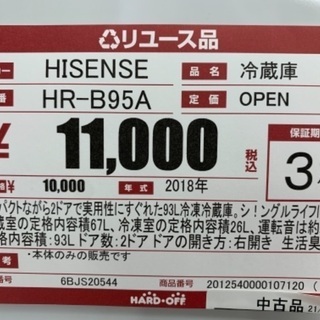 リユース品
ー HISENSE 品名 冷蔵庫
番 HR-B95A 定価 OPEN
¥ 11,000 税込 保証期
3
¥ 10,000 年式 2018年
パクトながら2ドアで実用性にすぐれた93L冷凍冷蔵庫。シ!ングルライフ
蔵室の定格内容積67L、冷凍室の定格内容積26L、運転音は約
格内容積:93L ドア数:2ドア ドアの開き方:右開き 生活臭
・本体のみの販売です
6BJS20544 商品番号 2012540000107120
HARD・OFF 中古品 21